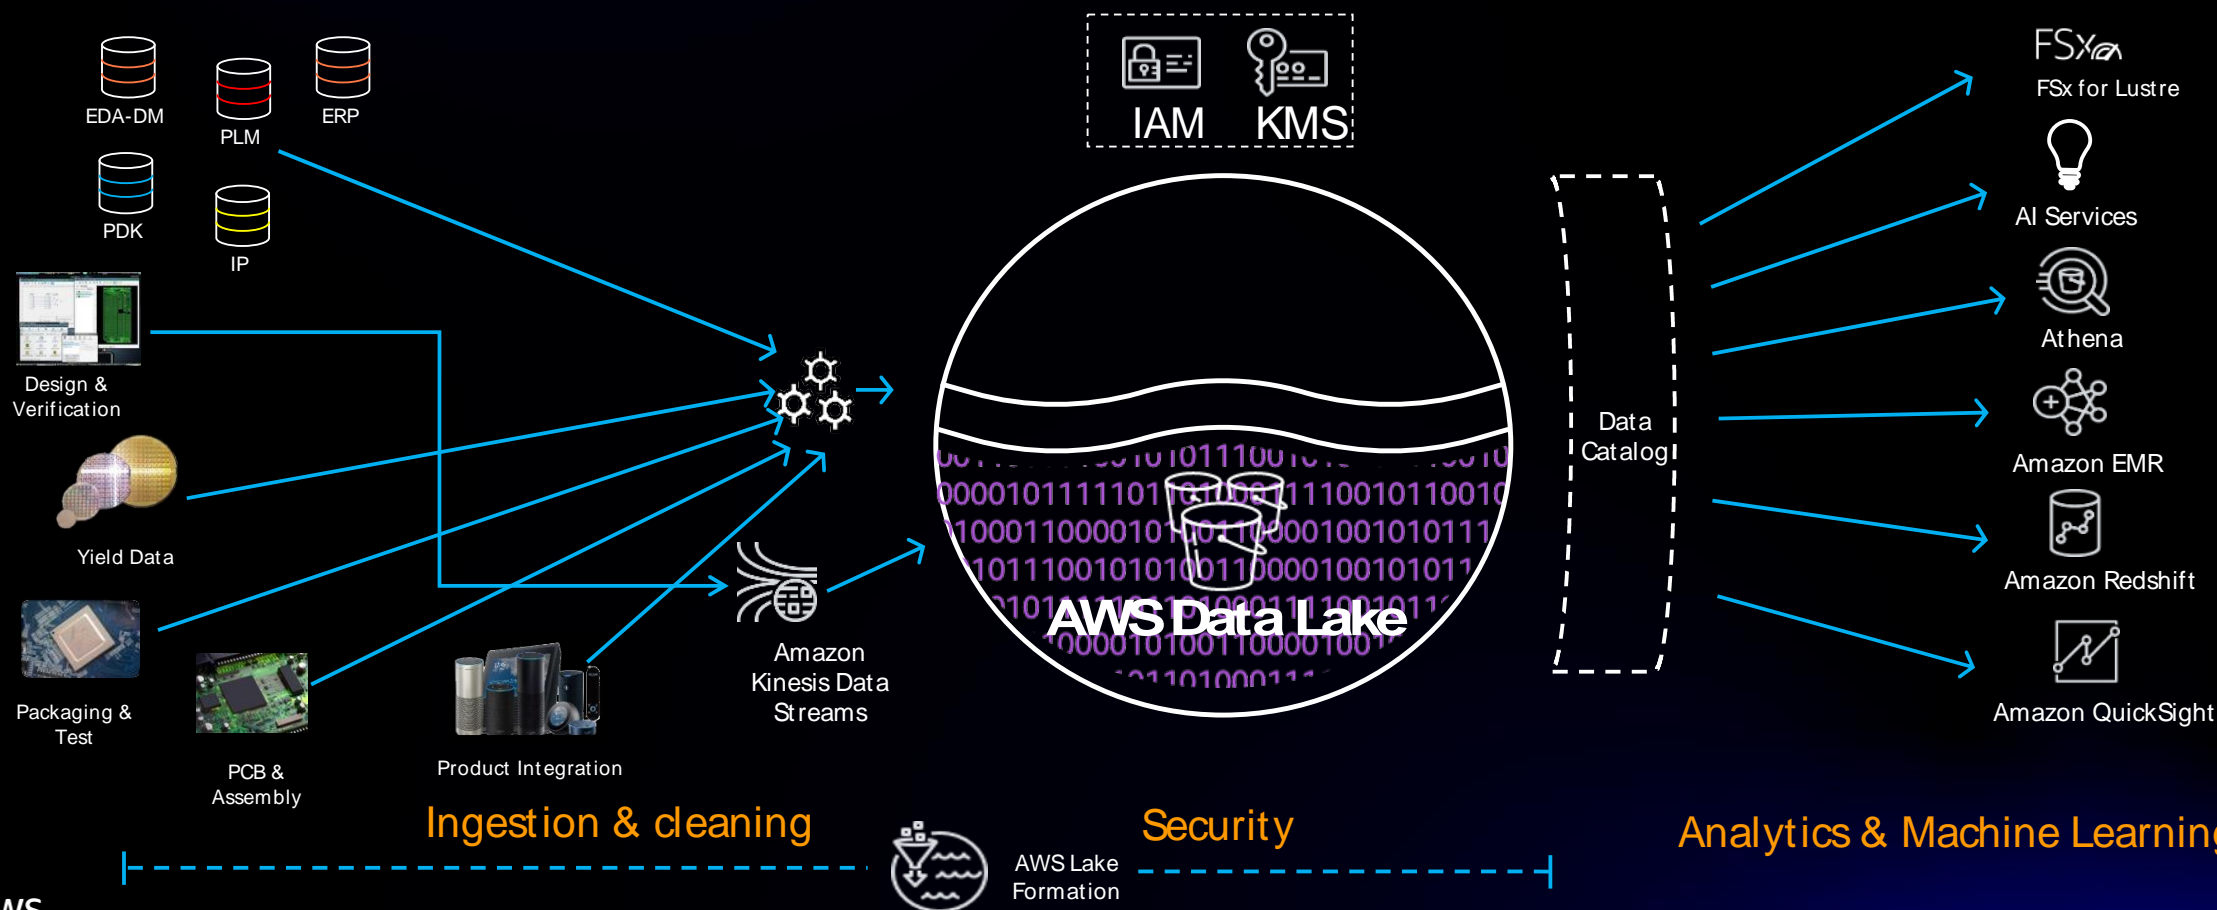 EDA-DM
PLM
ERP
PDK
IP
Design &
Verification
Yield Data
Packaging &
Test
PCB &
Assembly
Product Integration
Amazon
Kinesis Data
Streams
IAM
KMS
AWS Data Lake
Data
Catalog
FSx
FSx for Lustre
AI Services
Athena
Amazon EMR
Amazon Redshift
Amazon QuickSight
Ingestion & cleaning
Security
Analytics & Machine Learning
AWS Lake
Formation